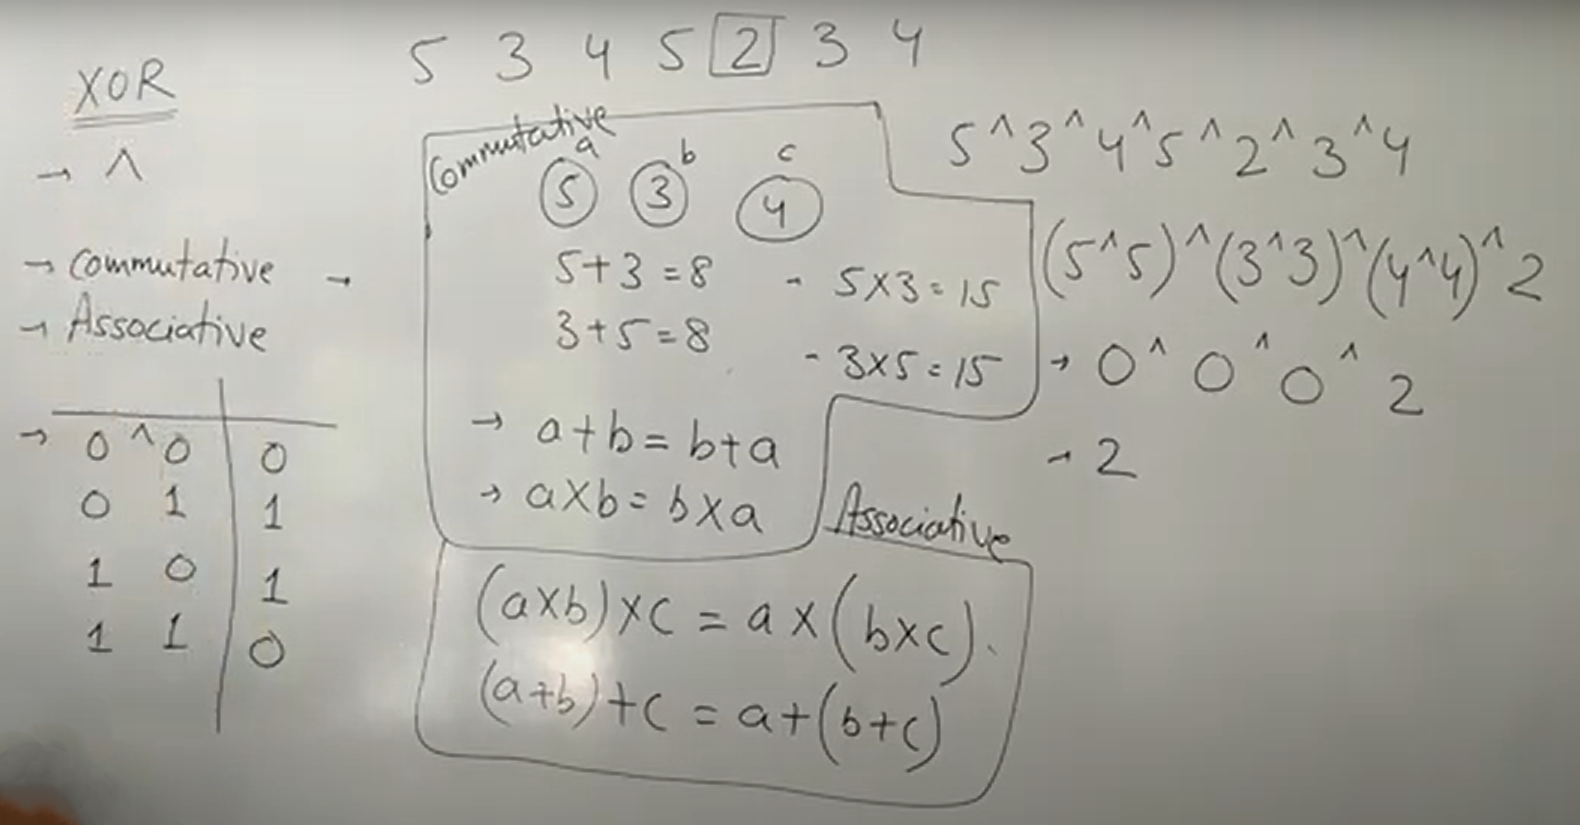 XOR
→ ^
→ Commutative -
→ Associative
→ 0 ^ 0 | 0
0 1 | 1
1 0 | 1
1 1 | 0
5 3 4 5 2 3 4
Commutative
a b c
5 3 4
5+3=8 - 5×3=15
3+5=8 - 3×5=15
→ a+b=b+a
→ a×b=b×a
Associative
(a×b)×c = a×(b×c).
(a+b)+c = a+(b+c)
5^3^4^5^2^3^4
(5^5)^(3^3)^(4^4)^2
→ 0^0^0^2
→ 2